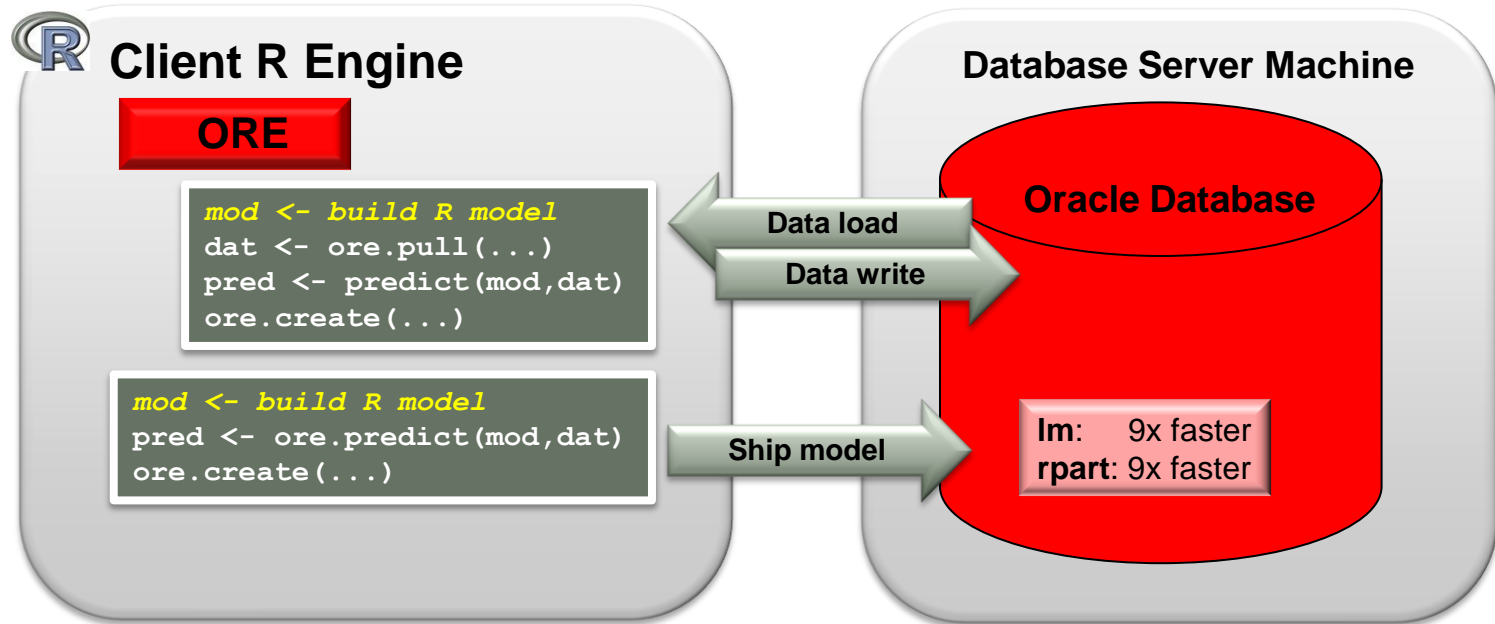 R
Client R Engine
ORE
mod <- build R model
dat <- ore.pull(...)
pred <- predict(mod,dat)
ore.create(...)
mod <- build R model
pred <- ore.predict(mod,dat)
ore.create(...)
Data load
Data write
Ship model
Database Server Machine
Oracle Database
lm: 9x faster
rpart: 9x faster